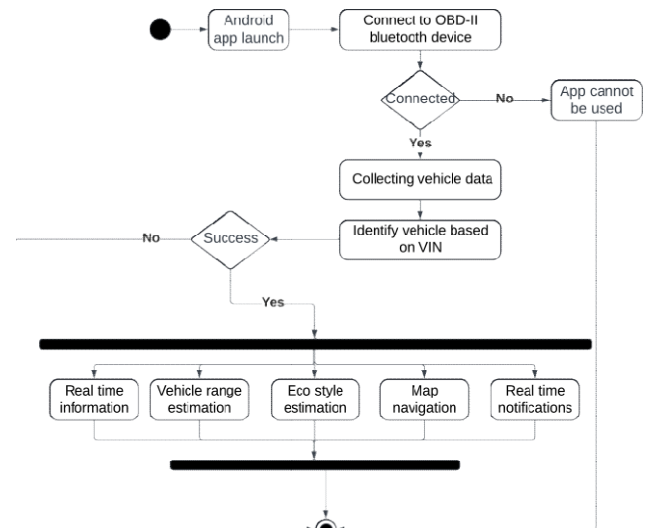 Android
app launch
Connect to OBD-II
bluetooth device
Connected
No
App cannot
be used
Yes
Collecting vehicle data
Identify vehicle based
on VIN
Success
No
Yes
Real time
information
Vehicle range
estimation
Eco style
estimation
Map
navigation
Real time
notifications